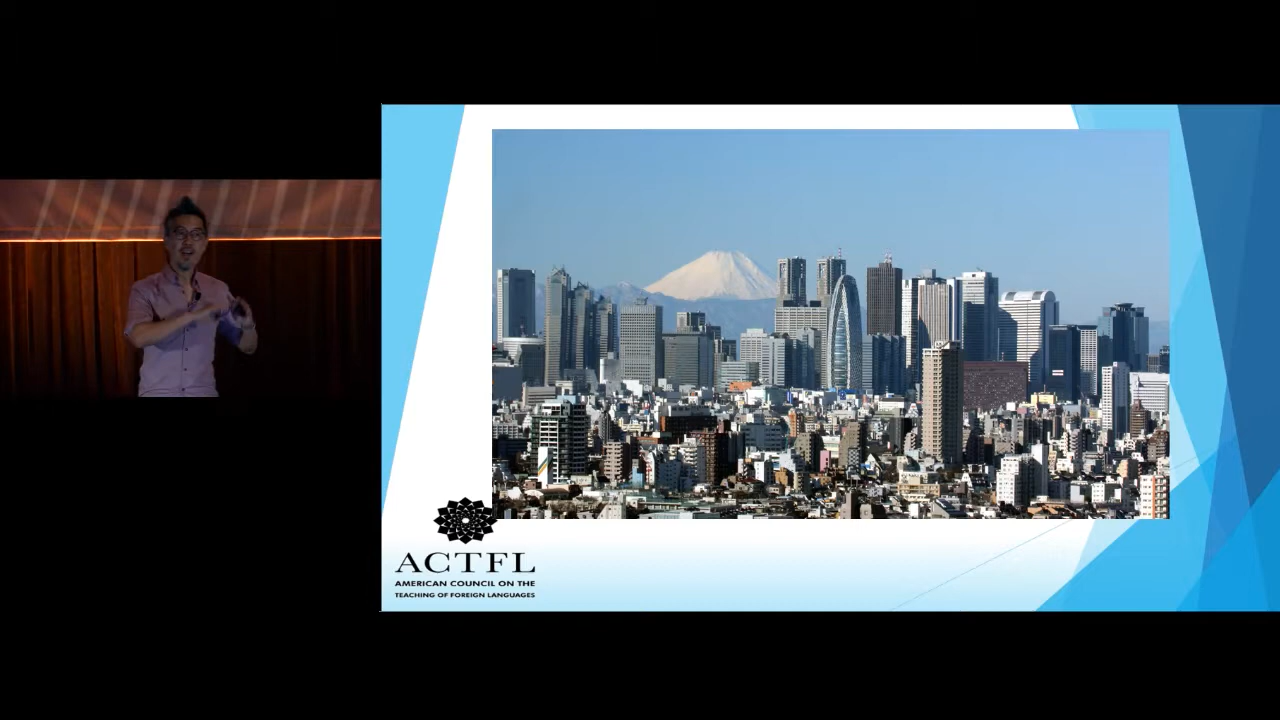 ACTFL
AMERICAN COUNCIL ON THE
TEACHING OF FOREIGN LANGUAGES